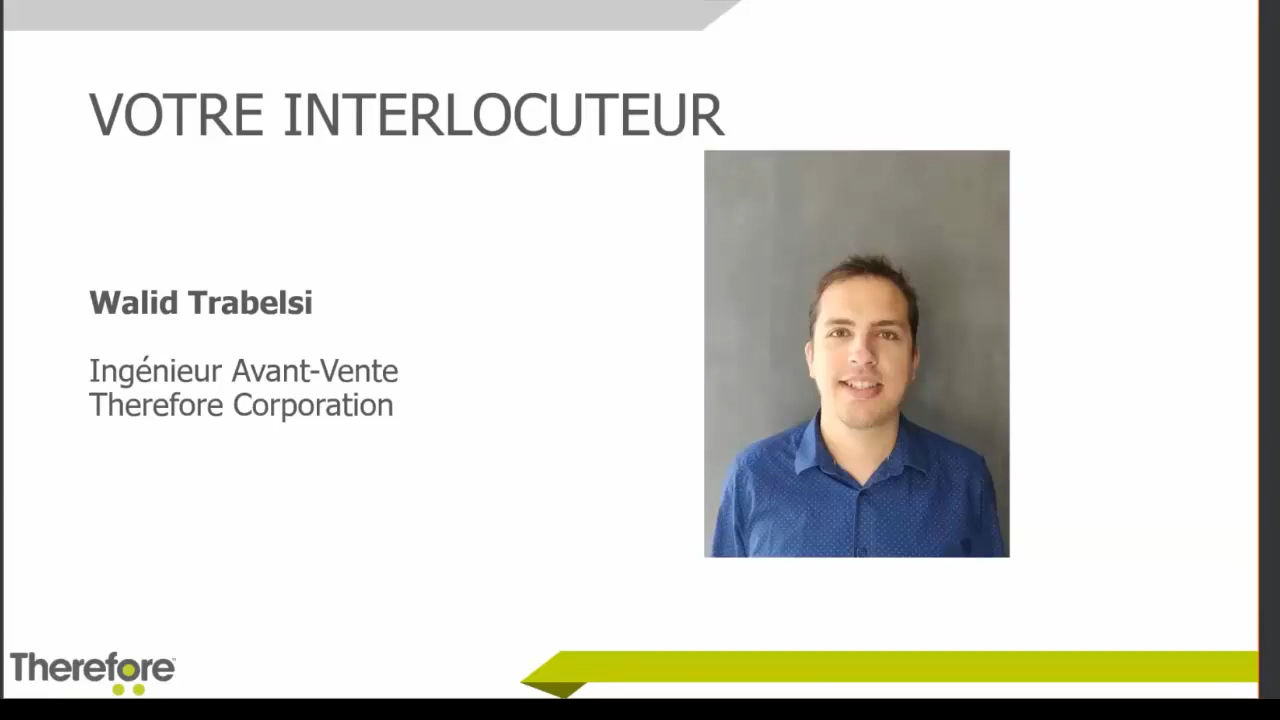 VOTRE INTERLOCUTEUR
Walid Trabelsi
Ingénieur Avant-Vente
Therefore Corporation
Therefore